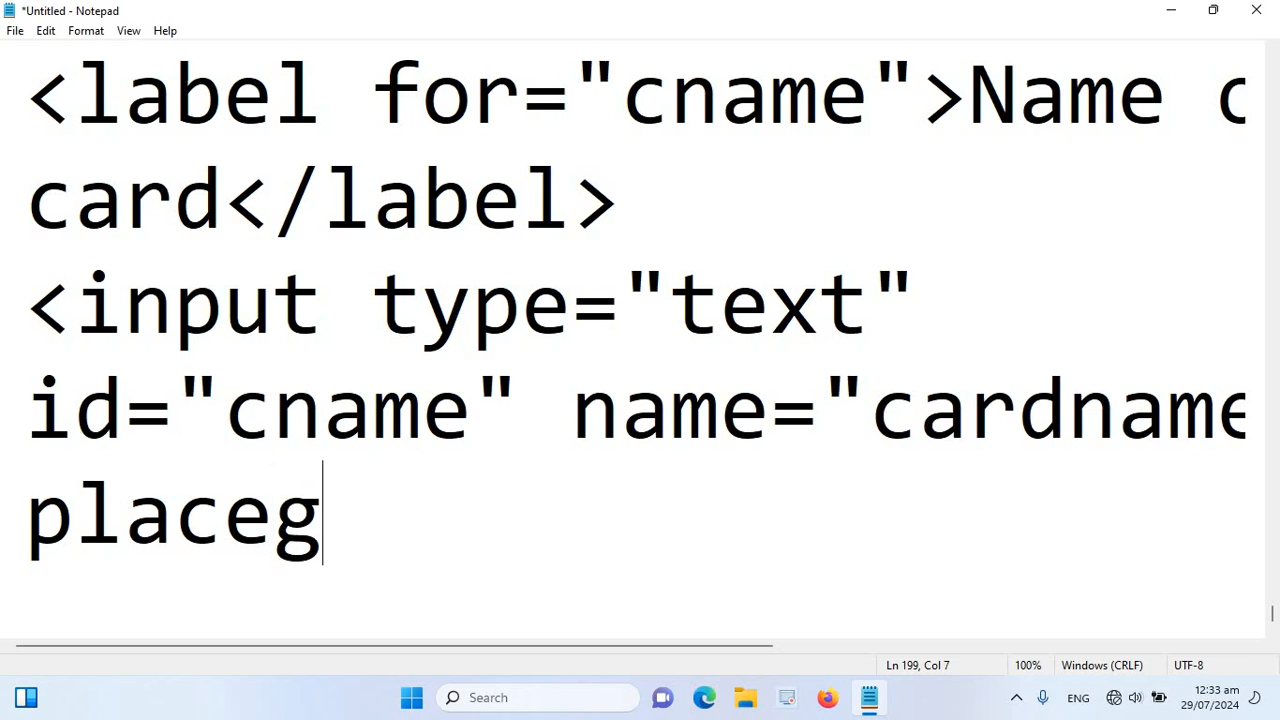 *Untitled - Notepad
File Edit Format View Help
<label for="cname">Name
card</label>
<input type="text"
id="cname" name="cardname
placeg
Ln 199, Col 7 100% Windows (CRLF) UTF-8
Search ENG 12:33 am
29/07/2024